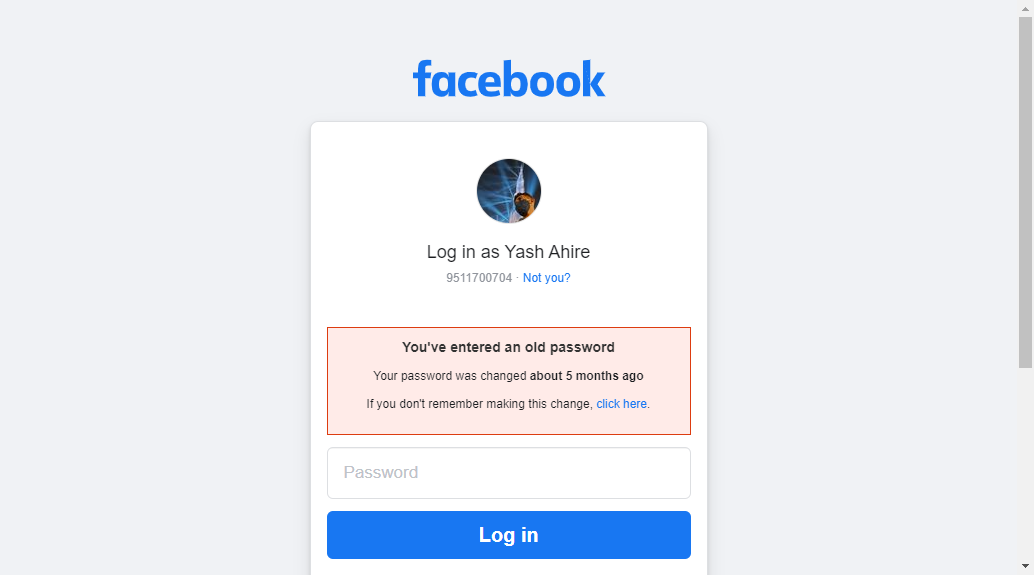 facebook
Log in as Yash Ahire
9511700704 · Not you?
You've entered an old password
Your password was changed about 5 months ago
If you don't remember making this change, click here.
Password
Log in